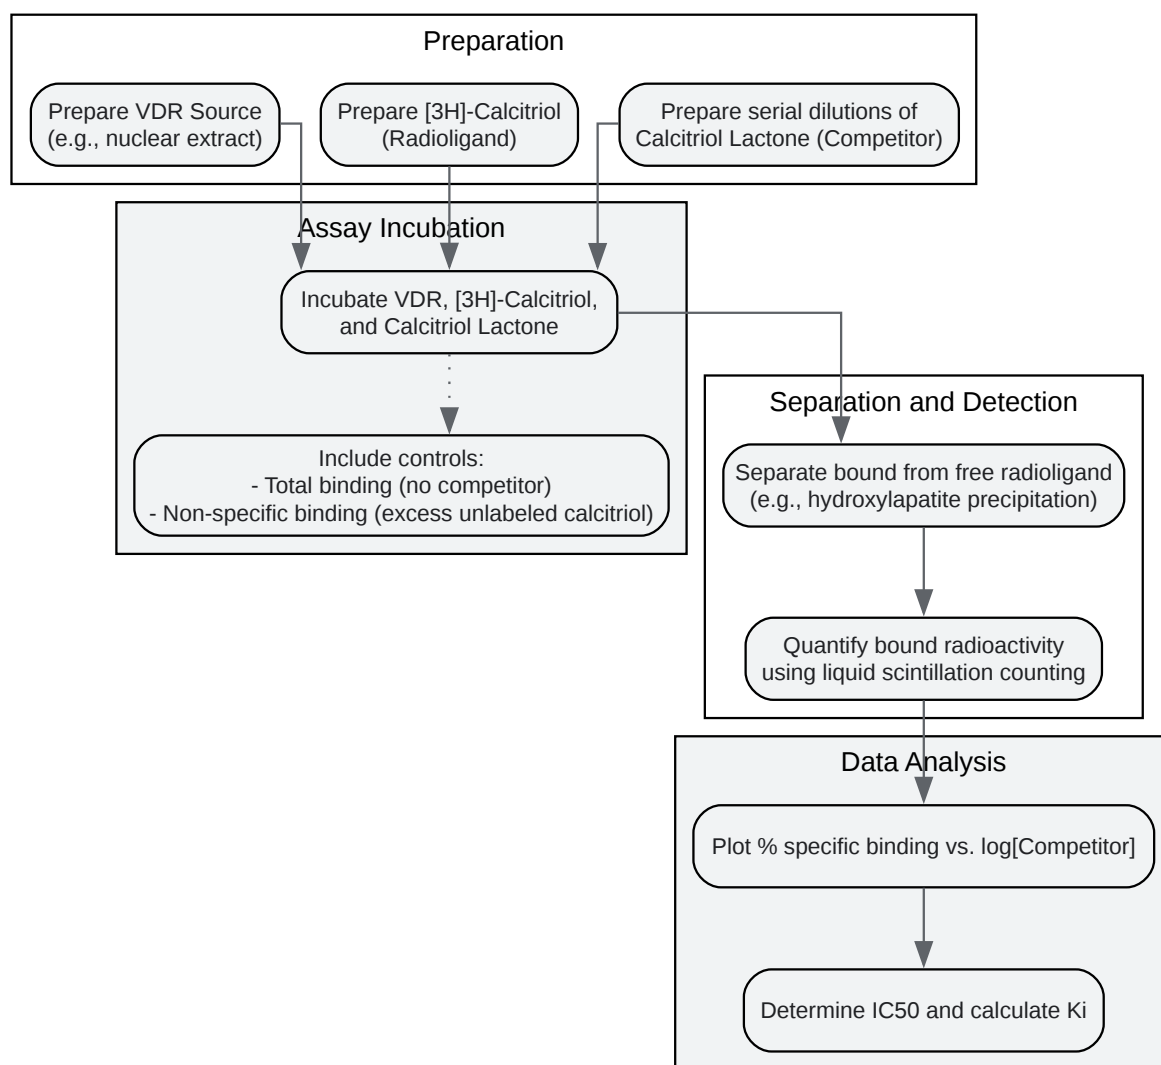 Preparation
Prepare VDR Source
(e.g., nuclear extract)
Prepare [3H]-Calcitriol
(Radioligand)
Prepare serial dilutions of
Calcitriol Lactone (Competitor)
Assay Incubation
Incubate VDR, [3H]-Calcitriol,
and Calcitriol Lactone
Include controls:
- Total binding (no competitor)
- Non-specific binding (excess unlabeled calcitriol)
Separation and Detection
Separate bound from free radioligand
(e.g., hydroxylapatite precipitation)
Quantify bound radioactivity
using liquid scintillation counting
Data Analysis
Plot % specific binding vs. log[Competitor]
Determine IC50 and calculate Ki